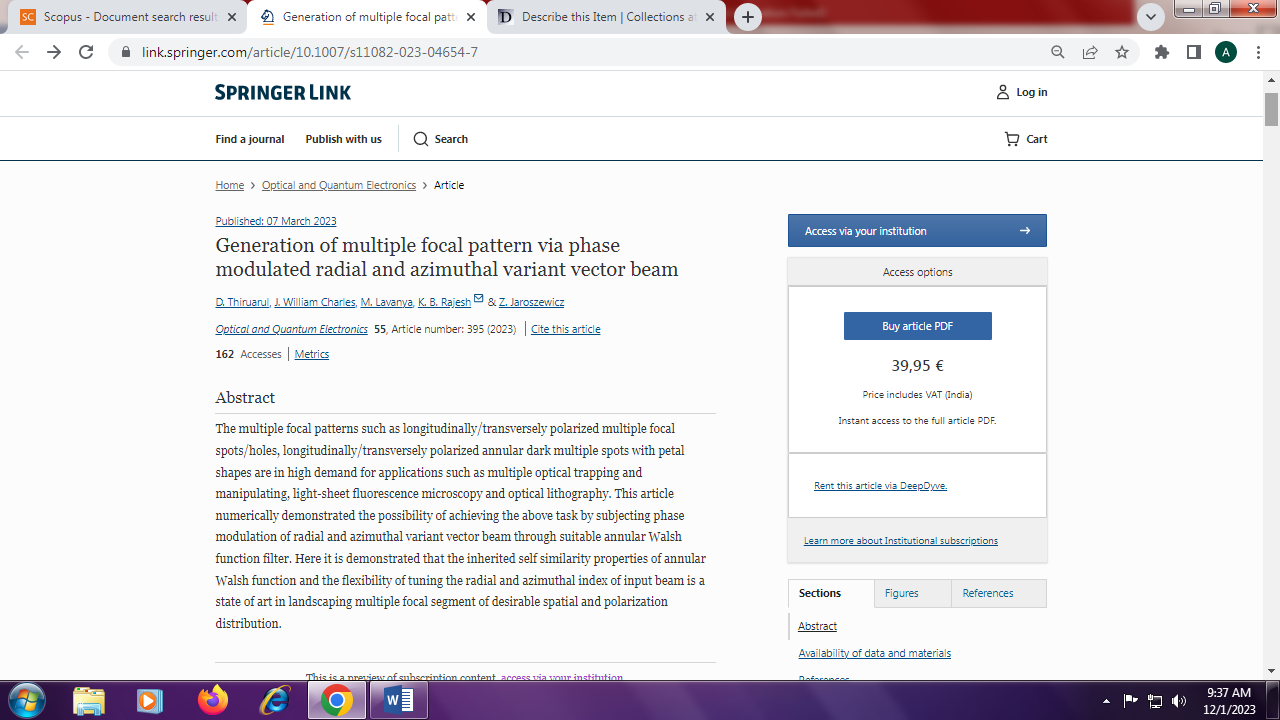 Scopus - Document search result
Generation of multiple focal patt
Describe this Item | Collections a
link.springer.com/article/10.1007/s11082-023-04654-7
A
SPRINGER LINK
Log in
Find a journal
Publish with us
Search
Cart
Home > Optical and Quantum Electronics > Article
Published: 07 March 2023
Generation of multiple focal pattern via phase
modulated radial and azimuthal variant vector beam
D. Thiruarul, J. William Charles, M. Lavanya, K. B. Rajesh & Z. Jaroszewicz
Optical and Quantum Electronics 55, Article number: 395 (2023) | Cite this article
162 Accesses | Metrics
Abstract
The multiple focal patterns such as longitudinally/transversely polarized multiple focal
spots/holes, longitudinally/transversely polarized annular dark multiple spots with petal
shapes are in high demand for applications such as multiple optical trapping and
manipulating, light-sheet fluorescence microscopy and optical lithography. This article
numerically demonstrated the possibility of achieving the above task by subjecting phase
modulation of radial and azimuthal variant vector beam through suitable annular Walsh
function filter. Here it is demonstrated that the inherited self similarity properties of annular
Walsh function and the flexibility of tuning the radial and azimuthal index of input beam is a
state of art in landscaping multiple focal segment of desirable spatial and polarization
distribution.
This is a preview of subscription content, access via your institution
Access via your institution
Access options
Buy article PDF
39,95 €
Price includes VAT (India)
Instant access to the full article PDF.
Rent this article via DeepDyve.
Learn more about Institutional subscriptions
Sections
Figures
References
Abstract
Availability of data and materials
References
9:37 AM
12/1/2023